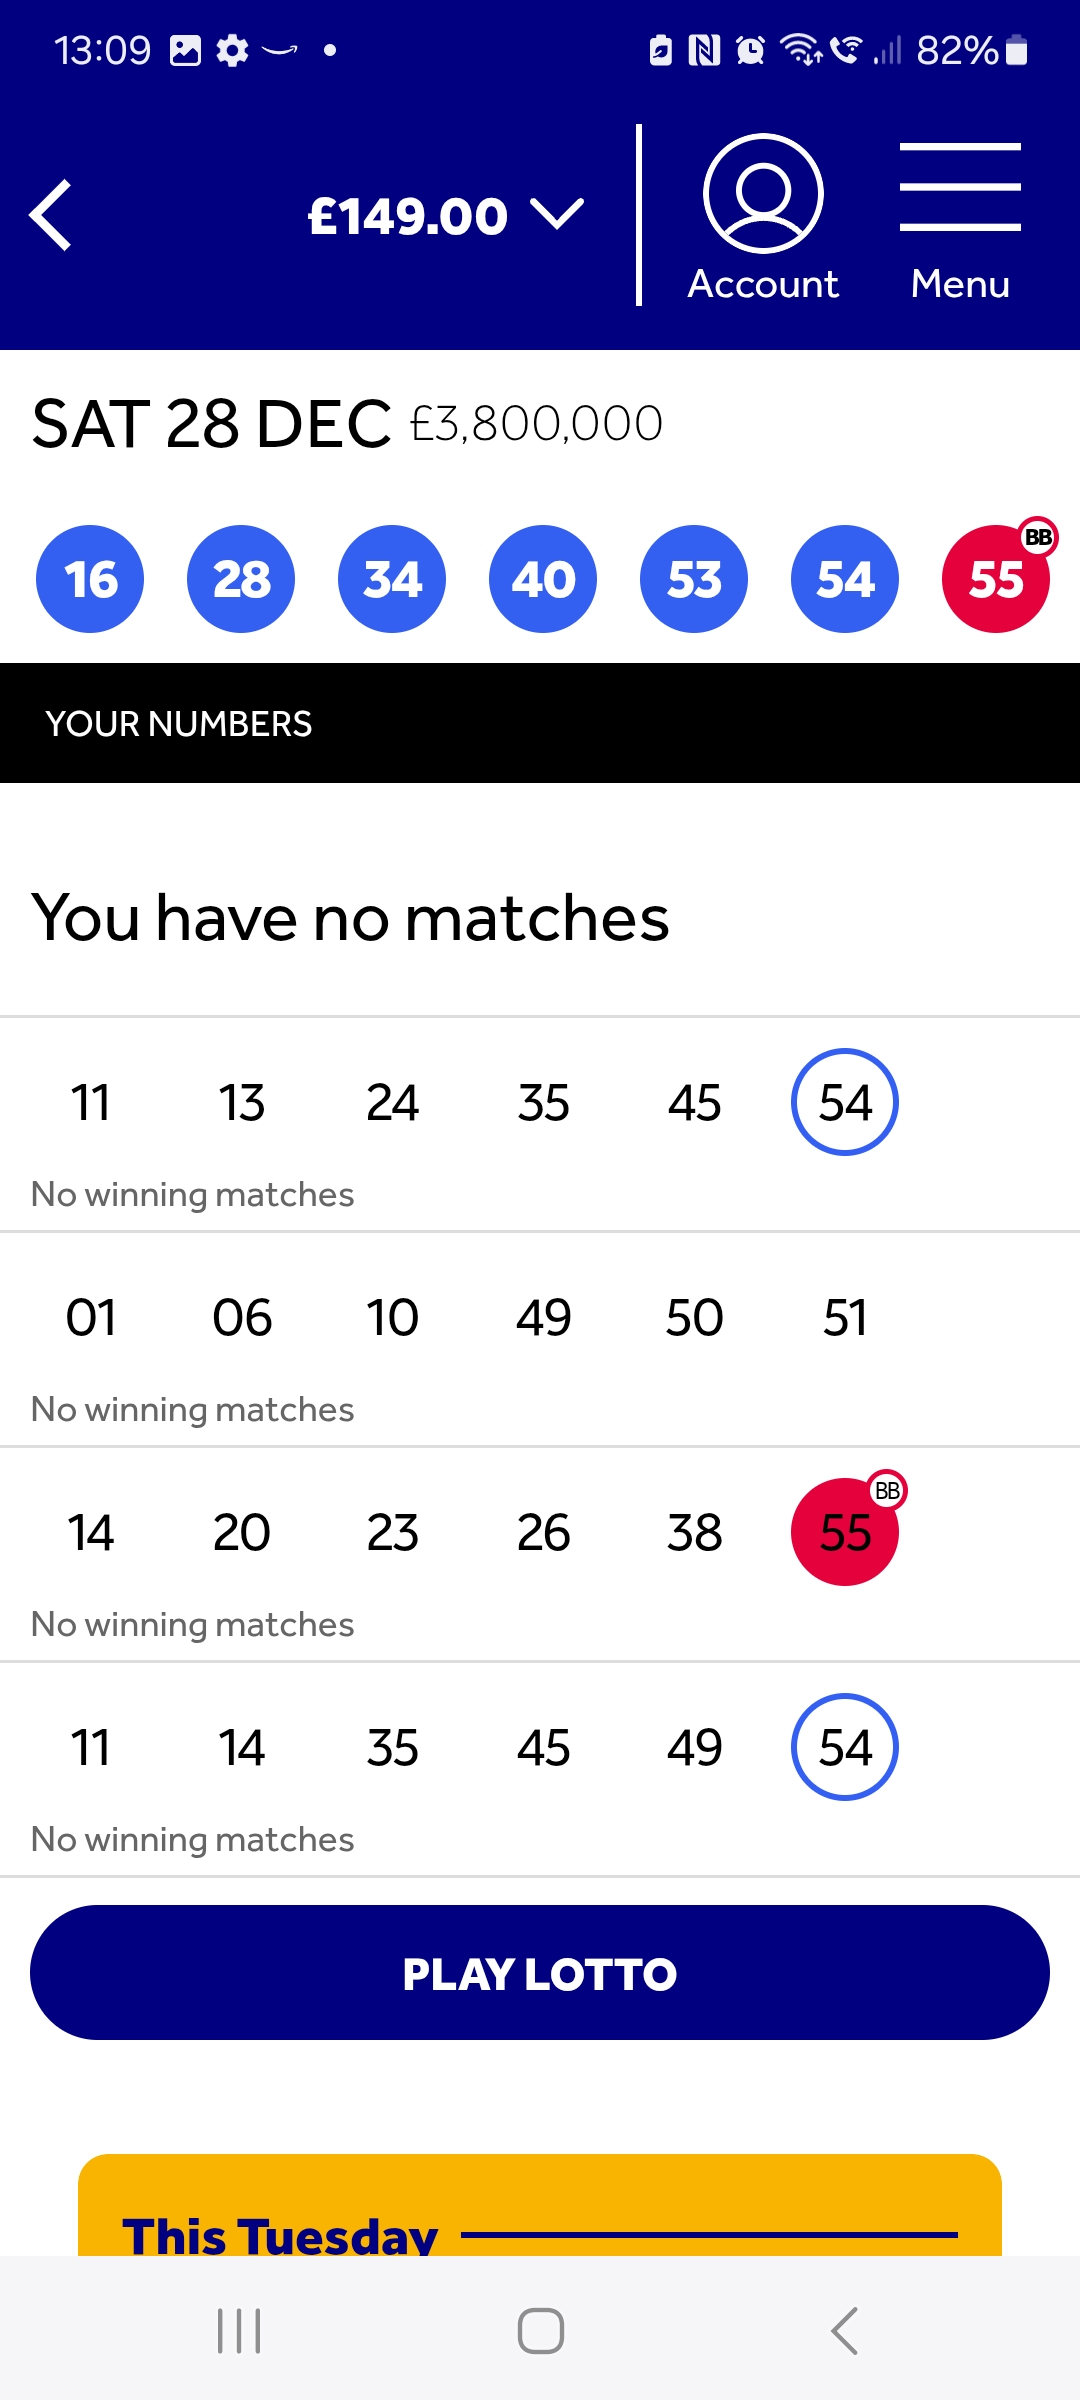 13:09 82%
£149.00
Account Menu
SAT 28 DEC £3,800,000
BB
16 28 34 40 53 54 55
YOUR NUMBERS
You have no matches
11 13 24 35 45 54
No winning matches
01 06 10 49 50 51
No winning matches
BB
14 20 23 26 38 55
No winning matches
11 14 35 45 49 54
No winning matches
PLAY LOTTO
This Tuesday